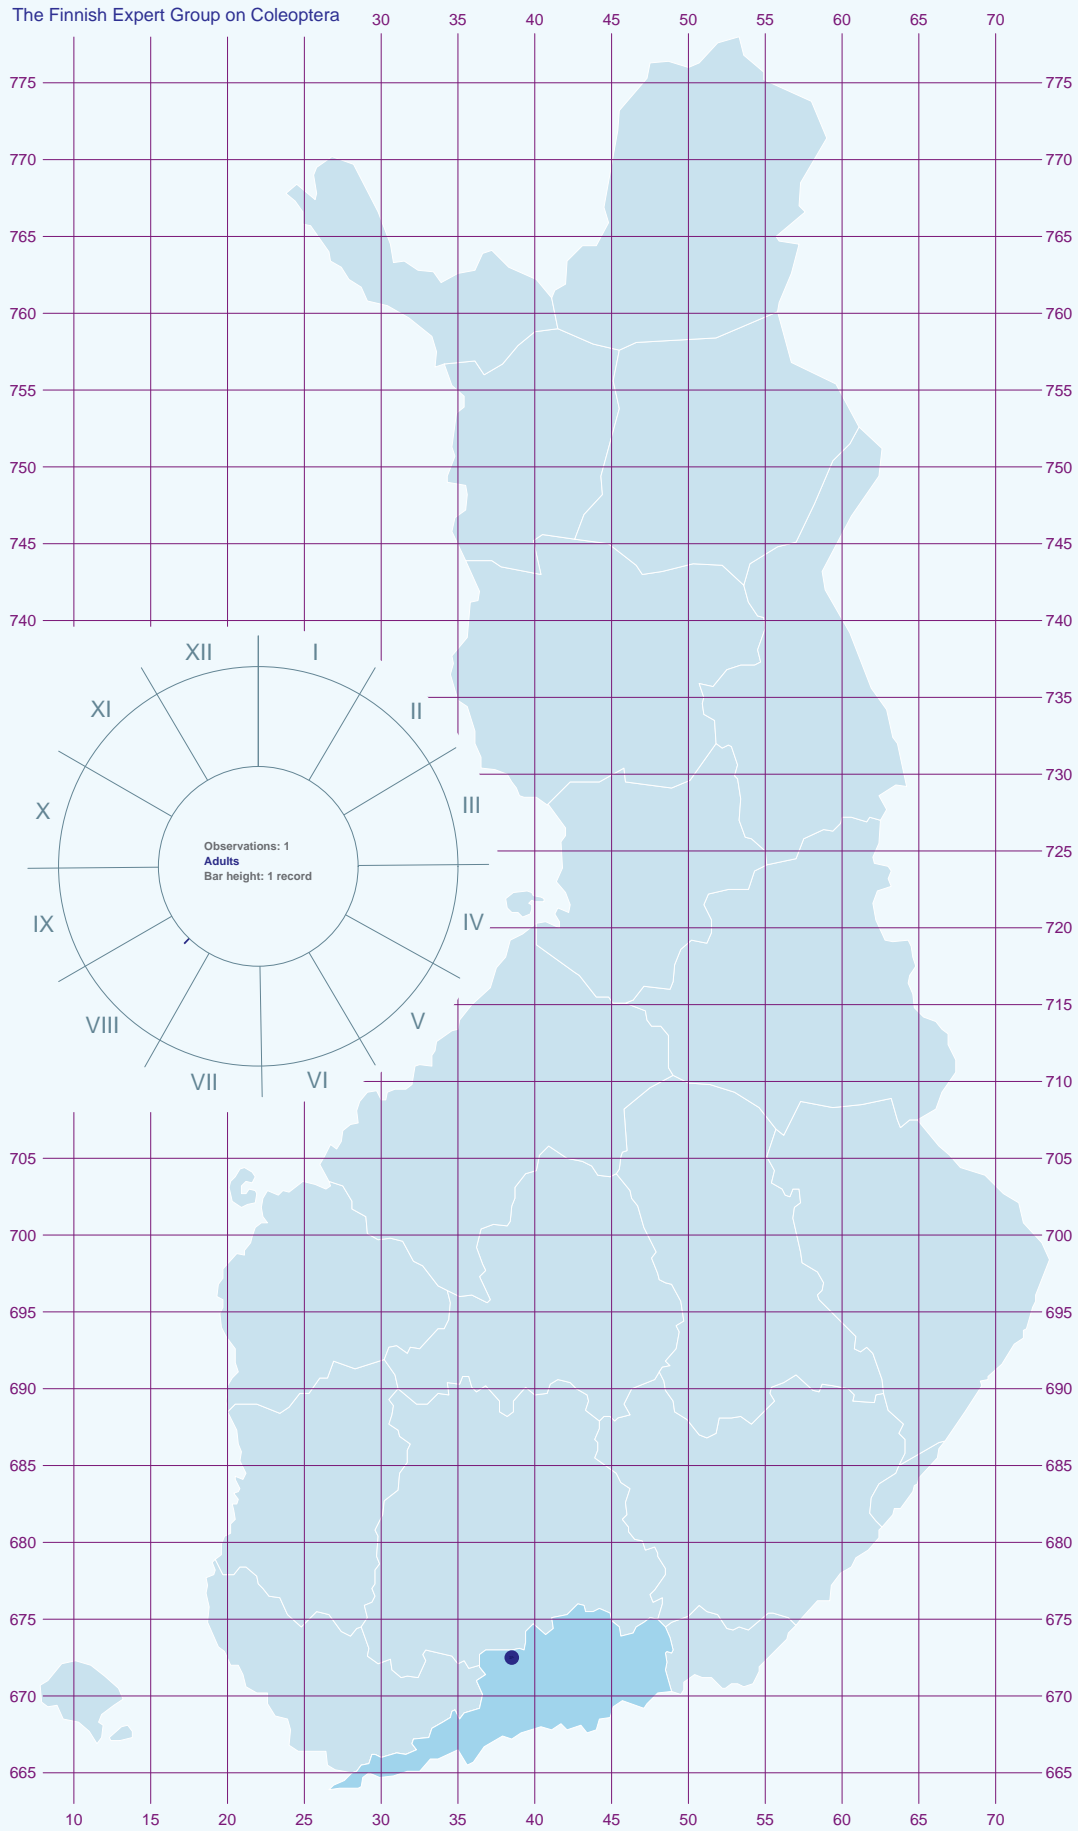 The Finnish Expert Group on Coleoptera 30 35 40 45 50 55 60 65 70
775 775
770 770
765 765
760 760
755 755
750 750
745 745
740 740
XII I
XI II
735
730
X III
725
Observations: 1
Adults
Bar height: 1 record
IX IV
720
715
VIII V
VII VI
710
705 705
700 700
695 695
690 690
685 685
680 680
675 675
670 670
665 665
10 15 20 25 30 35 40 45 50 55 60 65 70